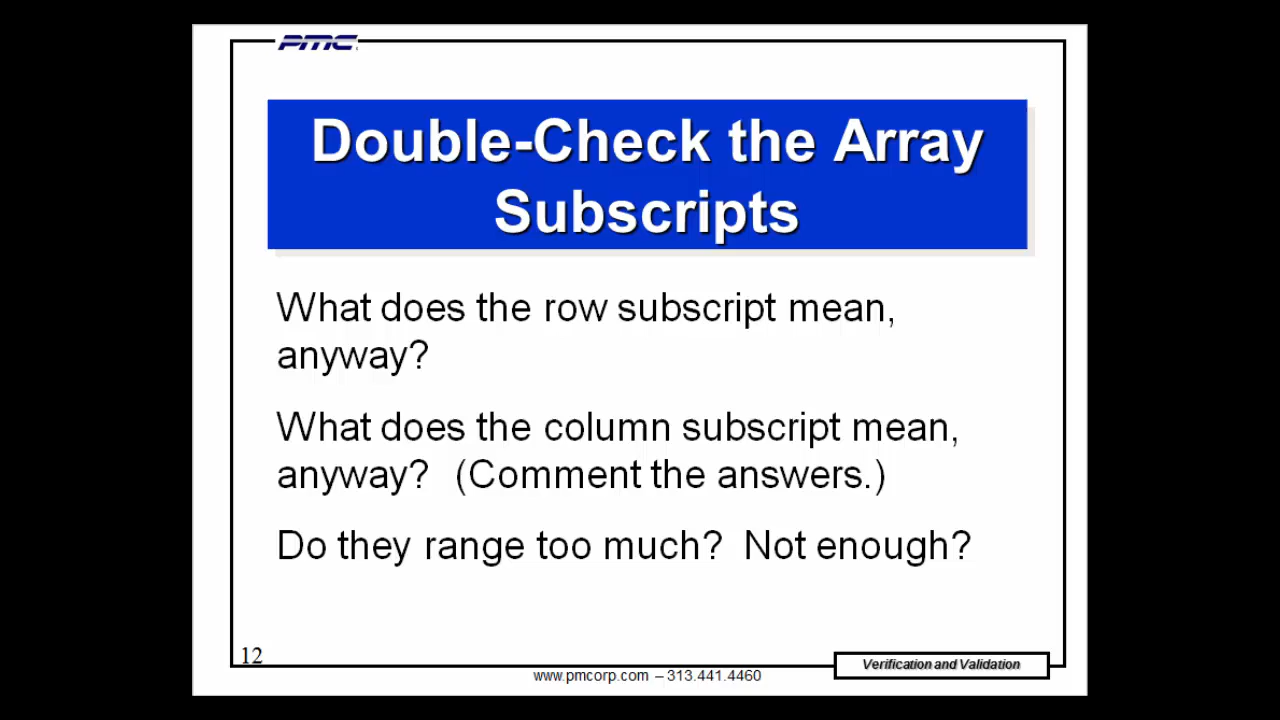 PMC
Double-Check the Array
Subscripts
What does the row subscript mean,
anyway?
What does the column subscript mean,
anyway?  (Comment the answers.)
Do they range too much?  Not enough?
12
Verification and Validation
www.pmcorp.com – 313.441.4460